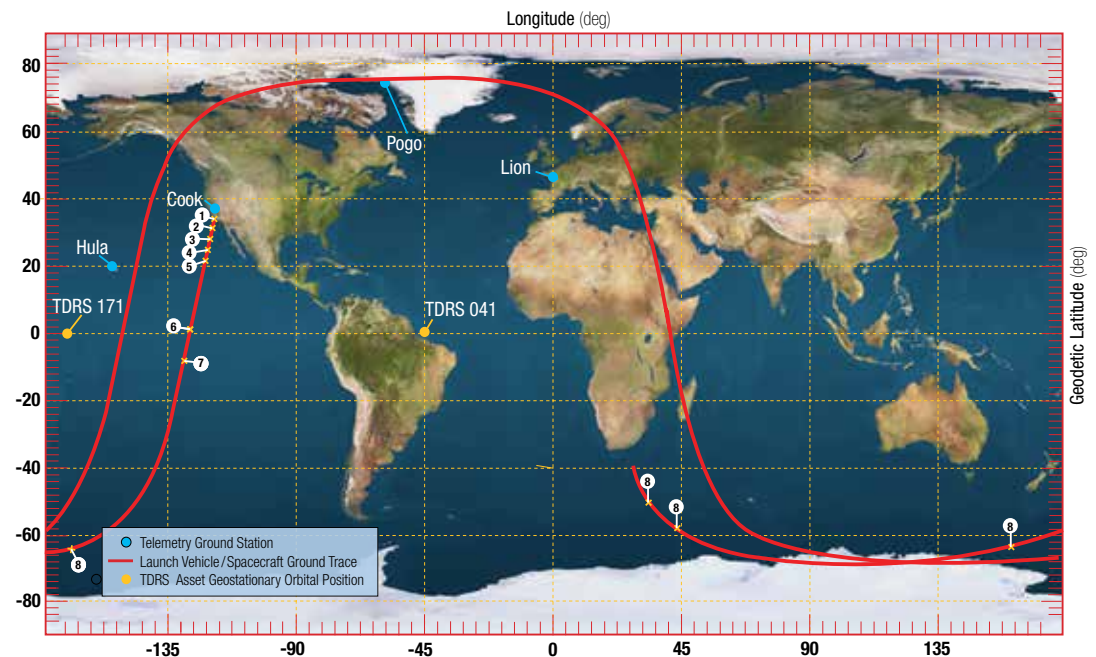 Longitude (deg)
80
60
40
20
0
-20
-40
-60
-80
Pogo
Lion
Cook
1
2
3
4
5
Hula
TDRS 171
TDRS 041
6
7
8
8
8
8
Telemetry Ground Station
Launch Vehicle/Spacecraft Ground Trace
TDRS Asset Geostationary Orbital Position
Geodetic Latitude (deg)
-135
-90
-45
0
45
90
135